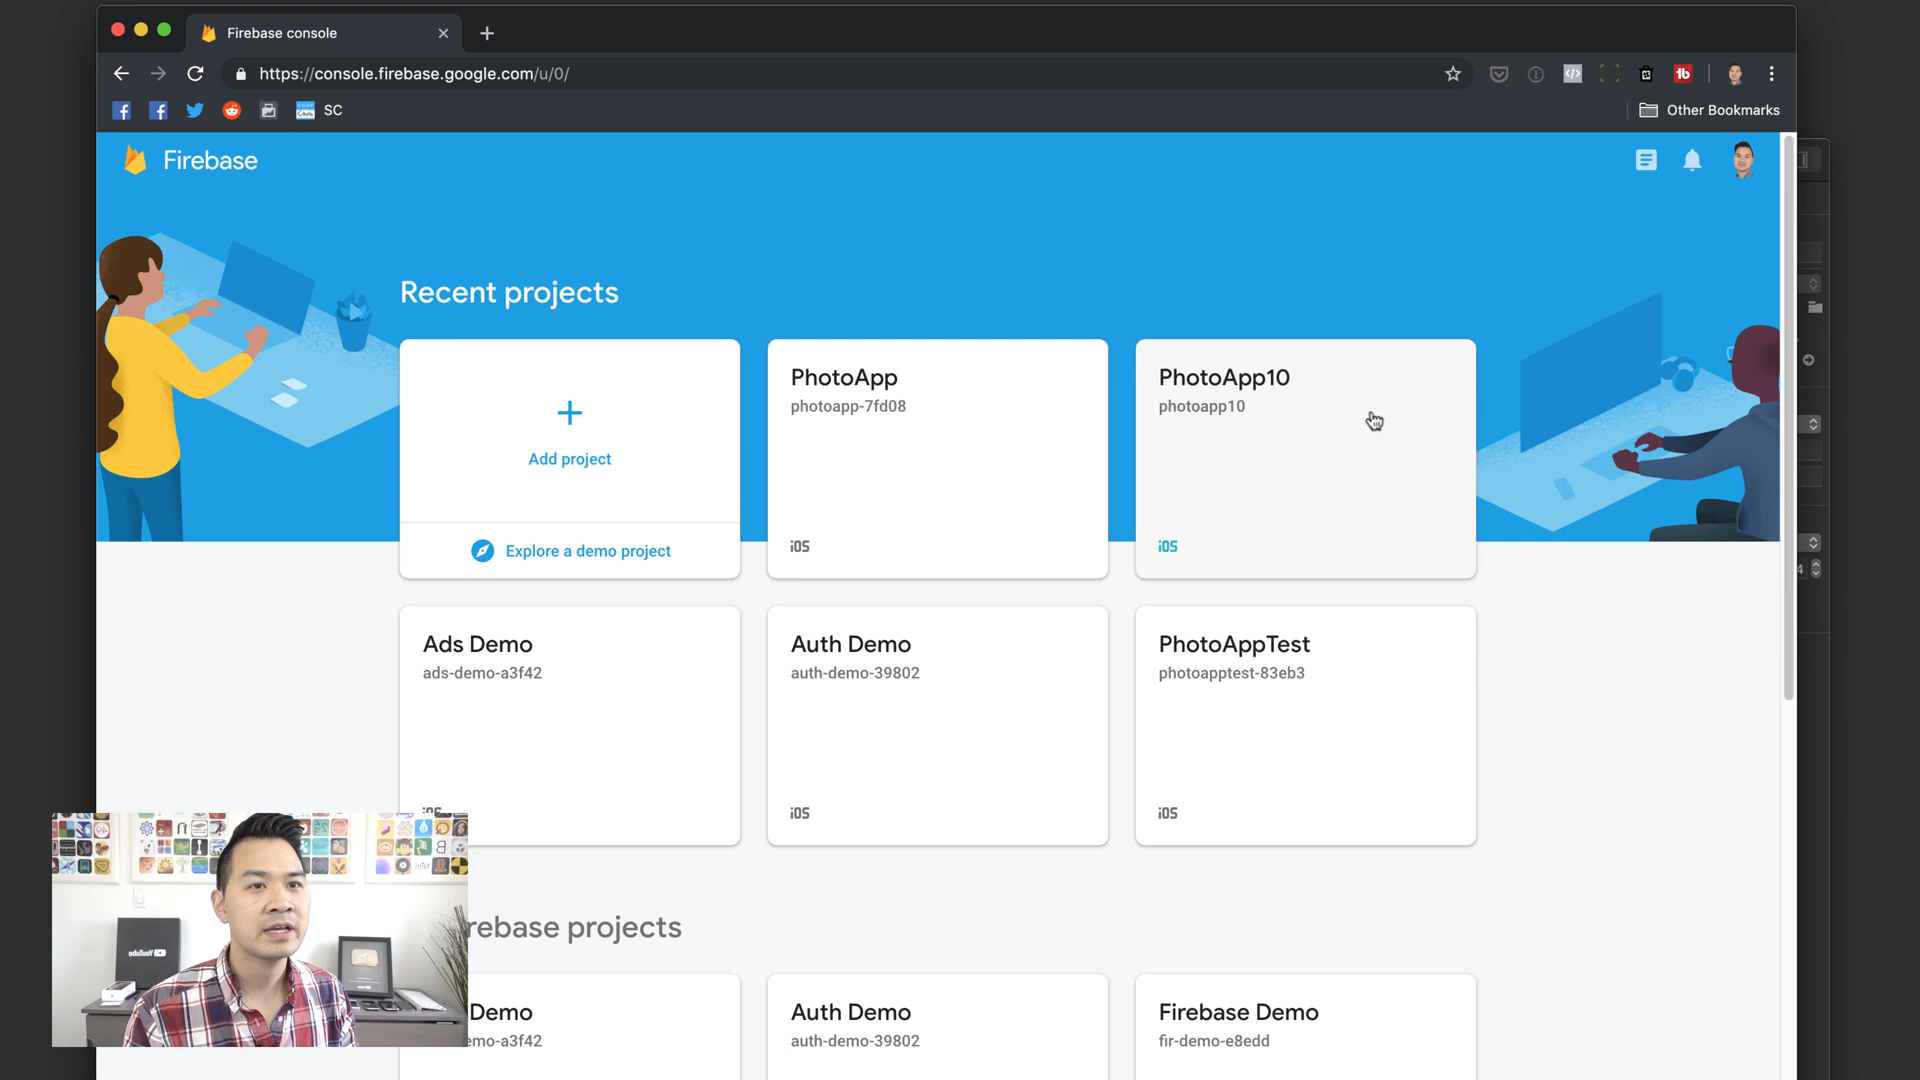 Firebase console
https://console.firebase.google.com/u/0/
SC
Other Bookmarks
Firebase
Recent projects
Add project
Explore a demo project
PhotoApp
photoapp-7fd08
iOS
PhotoApp10
photoapp10
iOS
Ads Demo
ads-demo-a3f42
iOS
Auth Demo
auth-demo-39802
iOS
PhotoAppTest
photoapptest-83eb3
iOS
rebase projects
Demo
emo-a3f42
Auth Demo
auth-demo-39802
Firebase Demo
fir-demo-e8edd
YouTube